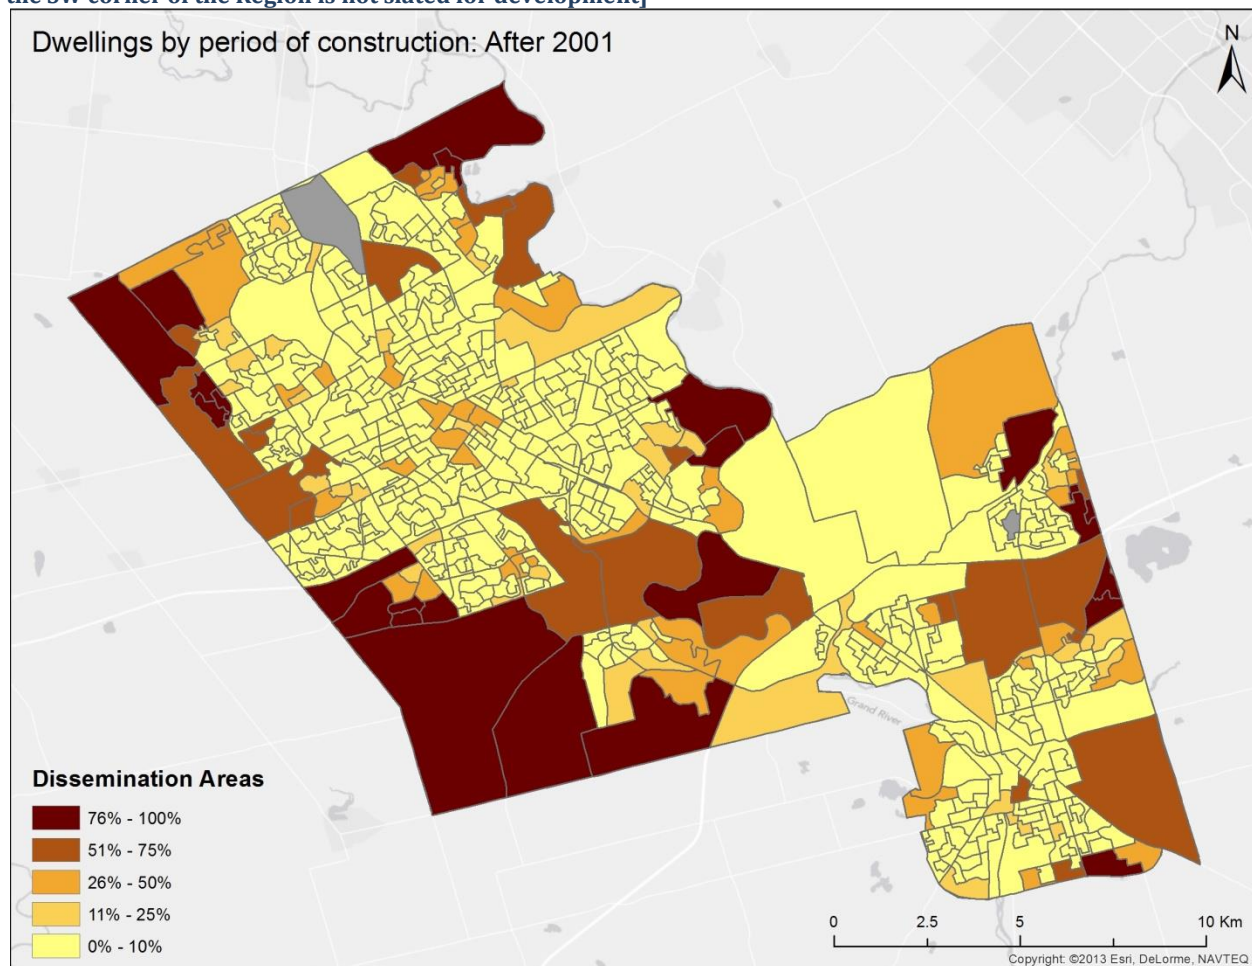 the SW corner of the Region is not slated for development]
Dwellings by period of construction: After 2001
N
Grand River
Dissemination Areas
76% - 100%
51% - 75%
26% - 50%
11% - 25%
0% - 10%
0 2.5 5 10 Km
Copyright: ©2013 Esri, DeLorme, NAVTEQ